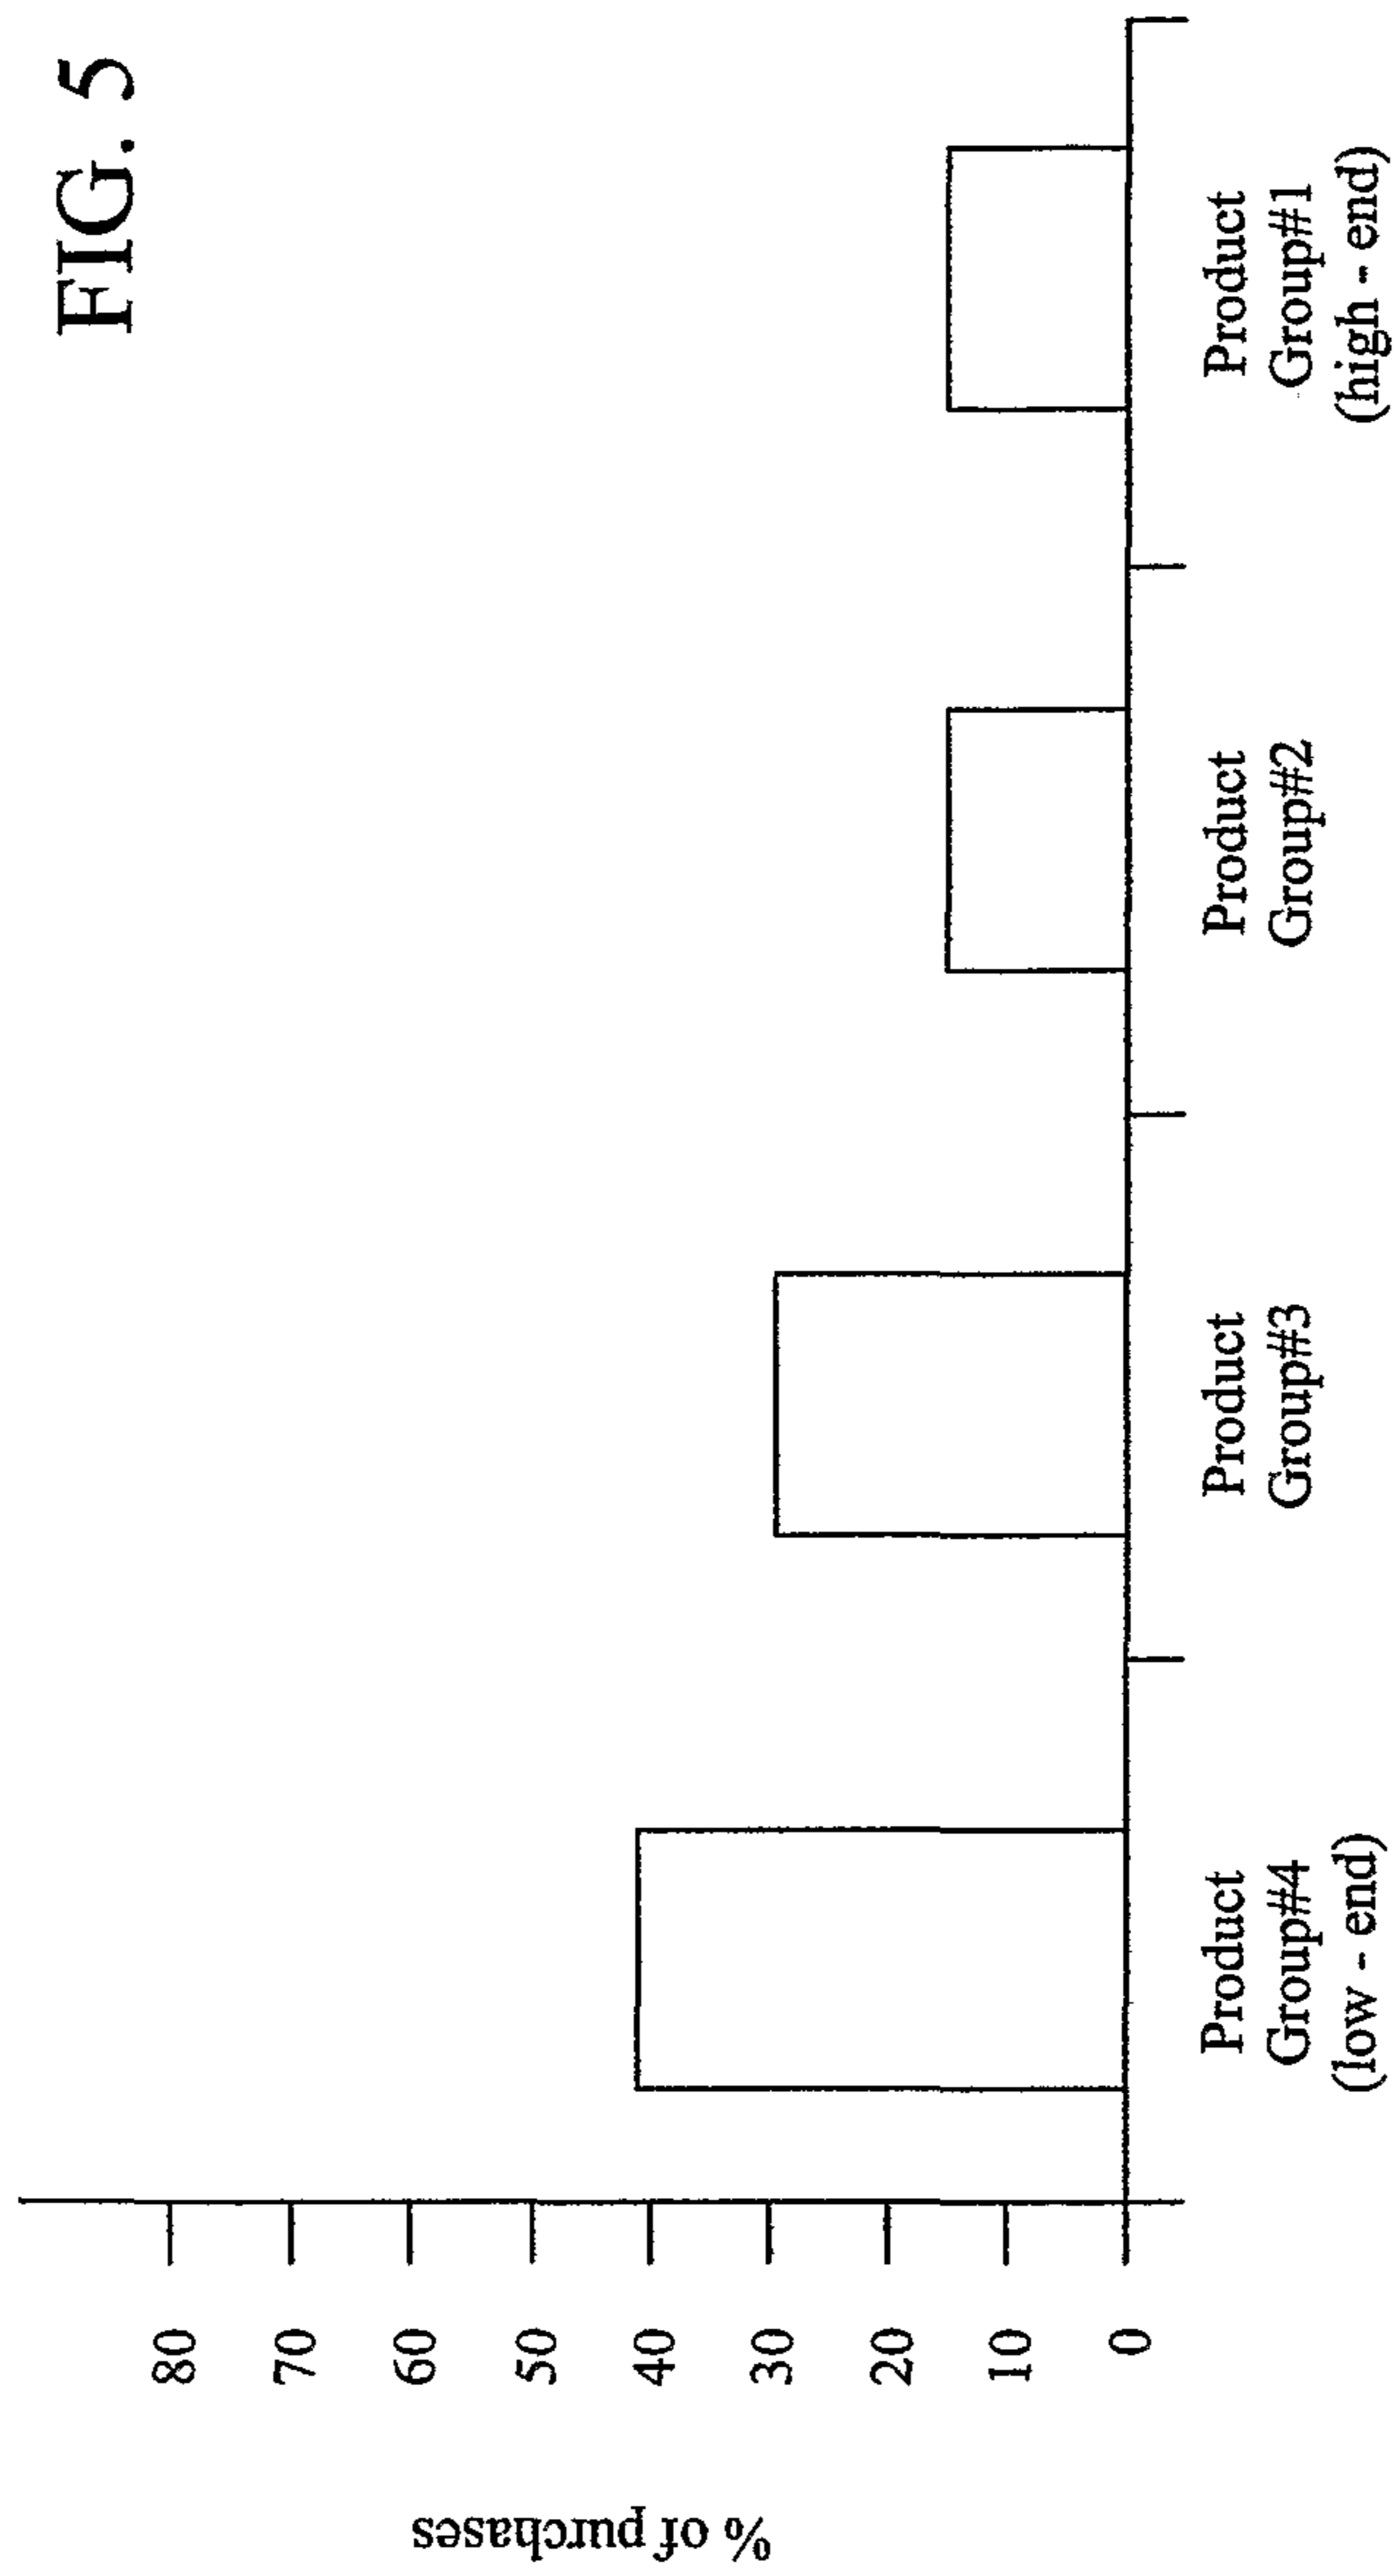 FIG. 5
% of purchases
80
70
60
50
40
30
20
10
0
Product
Group#4
(low - end)
Product
Group#3
Product
Group#2
Product
Group#1
(high - end)